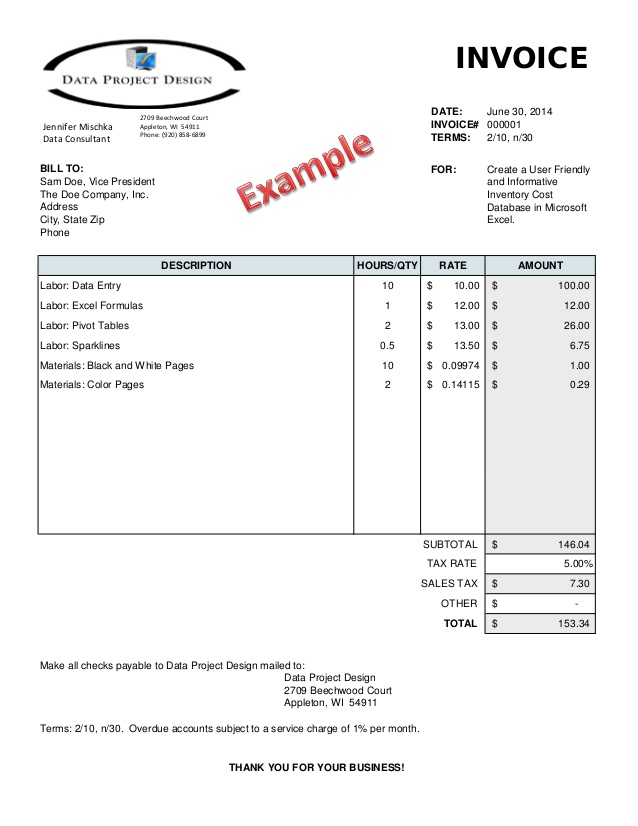 INVOICE
DATA PROJECT DESIGN
Jennifer Mischka
Data Consultant
2709 Beechwood Court
Appleton, WI 54911
Phone: (920) 858-6899
DATE: June 30, 2014
INVOICE# 000001
TERMS: 2/10, n/30
Example
BILL TO:
Sam Doe, Vice President
The Doe Company, Inc.
Address
City, State Zip
Phone
FOR: Create a User Friendly
and Informative
Inventory Cost
Database in Microsoft
Excel.
DESCRIPTION HOURS/QTY RATE AMOUNT
Labor: Data Entry 10 $ 10.00 $ 100.00
Labor: Excel Formulas 1 $ 12.00 $ 12.00
Labor: Pivot Tables 2 $ 13.00 $ 26.00
Labor: Sparklines 0.5 $ 13.50 $ 6.75
Materials: Black and White Pages 10 $ 0.09974 $ 1.00
Materials: Color Pages 2 $ 0.14115 $ 0.29
SUBTOTAL $ 146.04
TAX RATE 5.00%
SALES TAX $ 7.30
OTHER $ -
TOTAL $ 153.34
Make all checks payable to Data Project Design mailed to:
Data Project Design
2709 Beechwood Court
Appleton, WI 54911
Terms: 2/10, n/30. Overdue accounts subject to a service charge of 1% per month.
THANK YOU FOR YOUR BUSINESS!